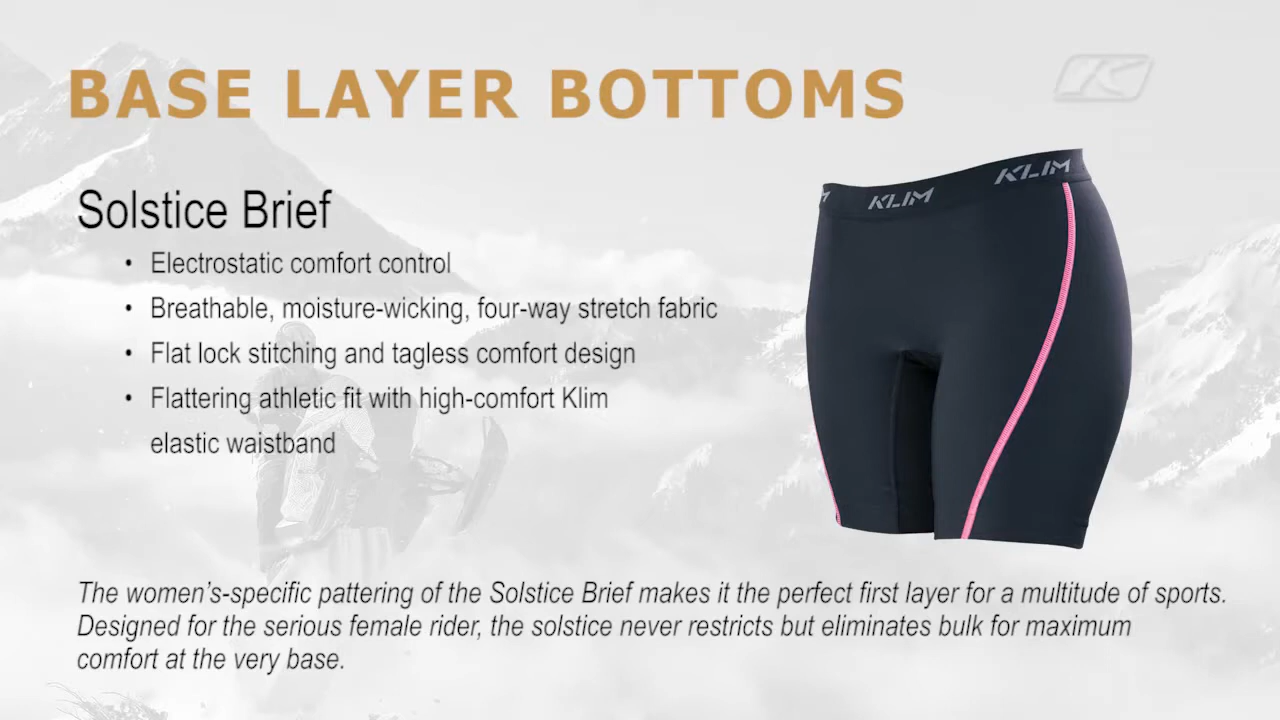 BASE LAYER BOTTOMS
Solstice Brief
• Electrostatic comfort control
• Breathable, moisture-wicking, four-way stretch fabric
• Flat lock stitching and tagless comfort design
• Flattering athletic fit with high-comfort Klim
elastic waistband
KLIM
KLIM
The women's-specific pattering of the Solstice Brief makes it the perfect first layer for a multitude of sports.
Designed for the serious female rider, the solstice never restricts but eliminates bulk for maximum
comfort at the very base.